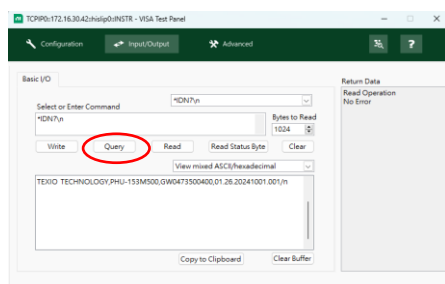 TCPIP0::172.16.30.42::hislip0::INSTR - VISA Test Panel
Configuration
Input/Output
Advanced
?
Basic I/O
Return Data
Read Operation
No Error
Select or Enter Command
*IDN?\n
*IDN?\n
Bytes to Read
1024
Write
Query
Read
Read Status Byte
Clear
View mixed ASCII/hexadecimal
TEXIO TECHNOLOGY,PHU-153M500,GW0473500400,01.26.20241001.001,/n
Copy to Clipboard
Clear Buffer